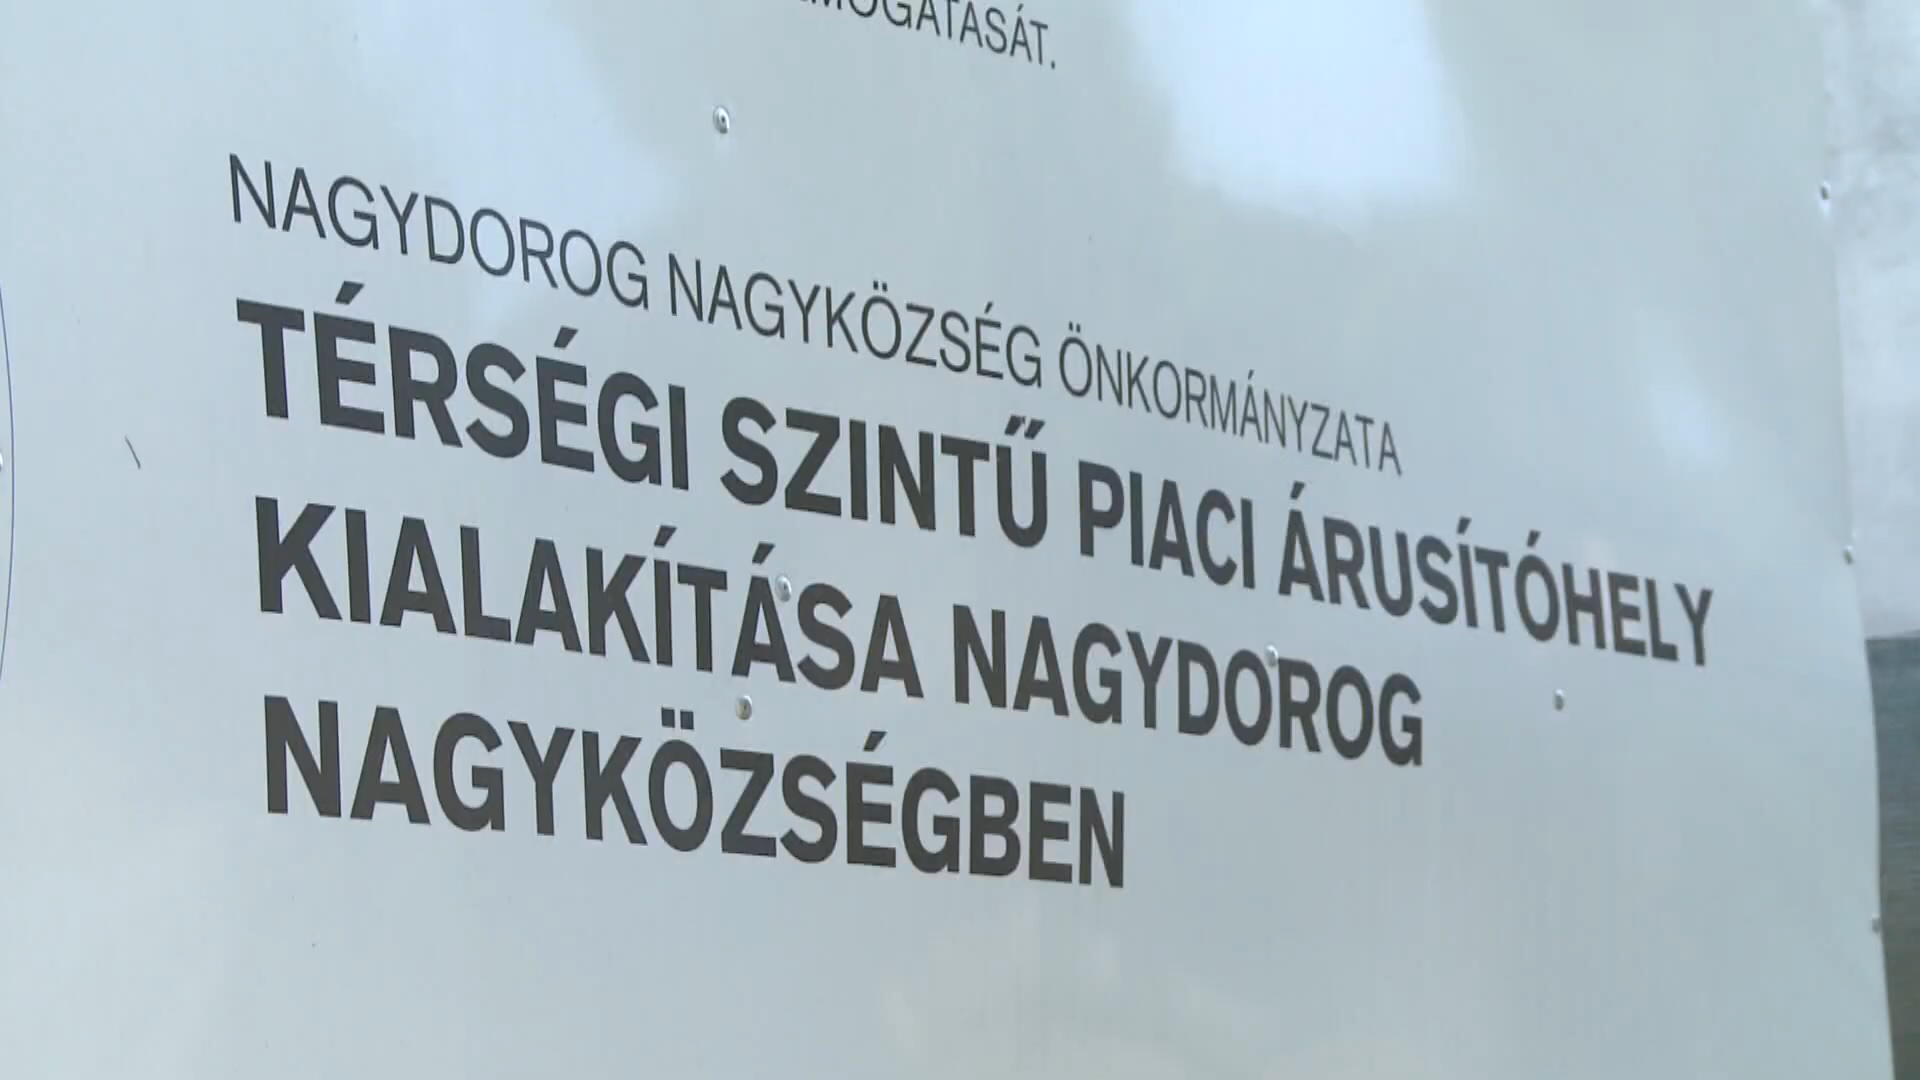 NAGYDOROG NAGYKÖZSÉG ÖNKORMÁNYZATA
TÉRSÉGI SZINTŰ PIACI ÁRUSÍTÓHELY
KIALAKÍTÁSA NAGYDOROG
NAGYKÖZSÉGBEN